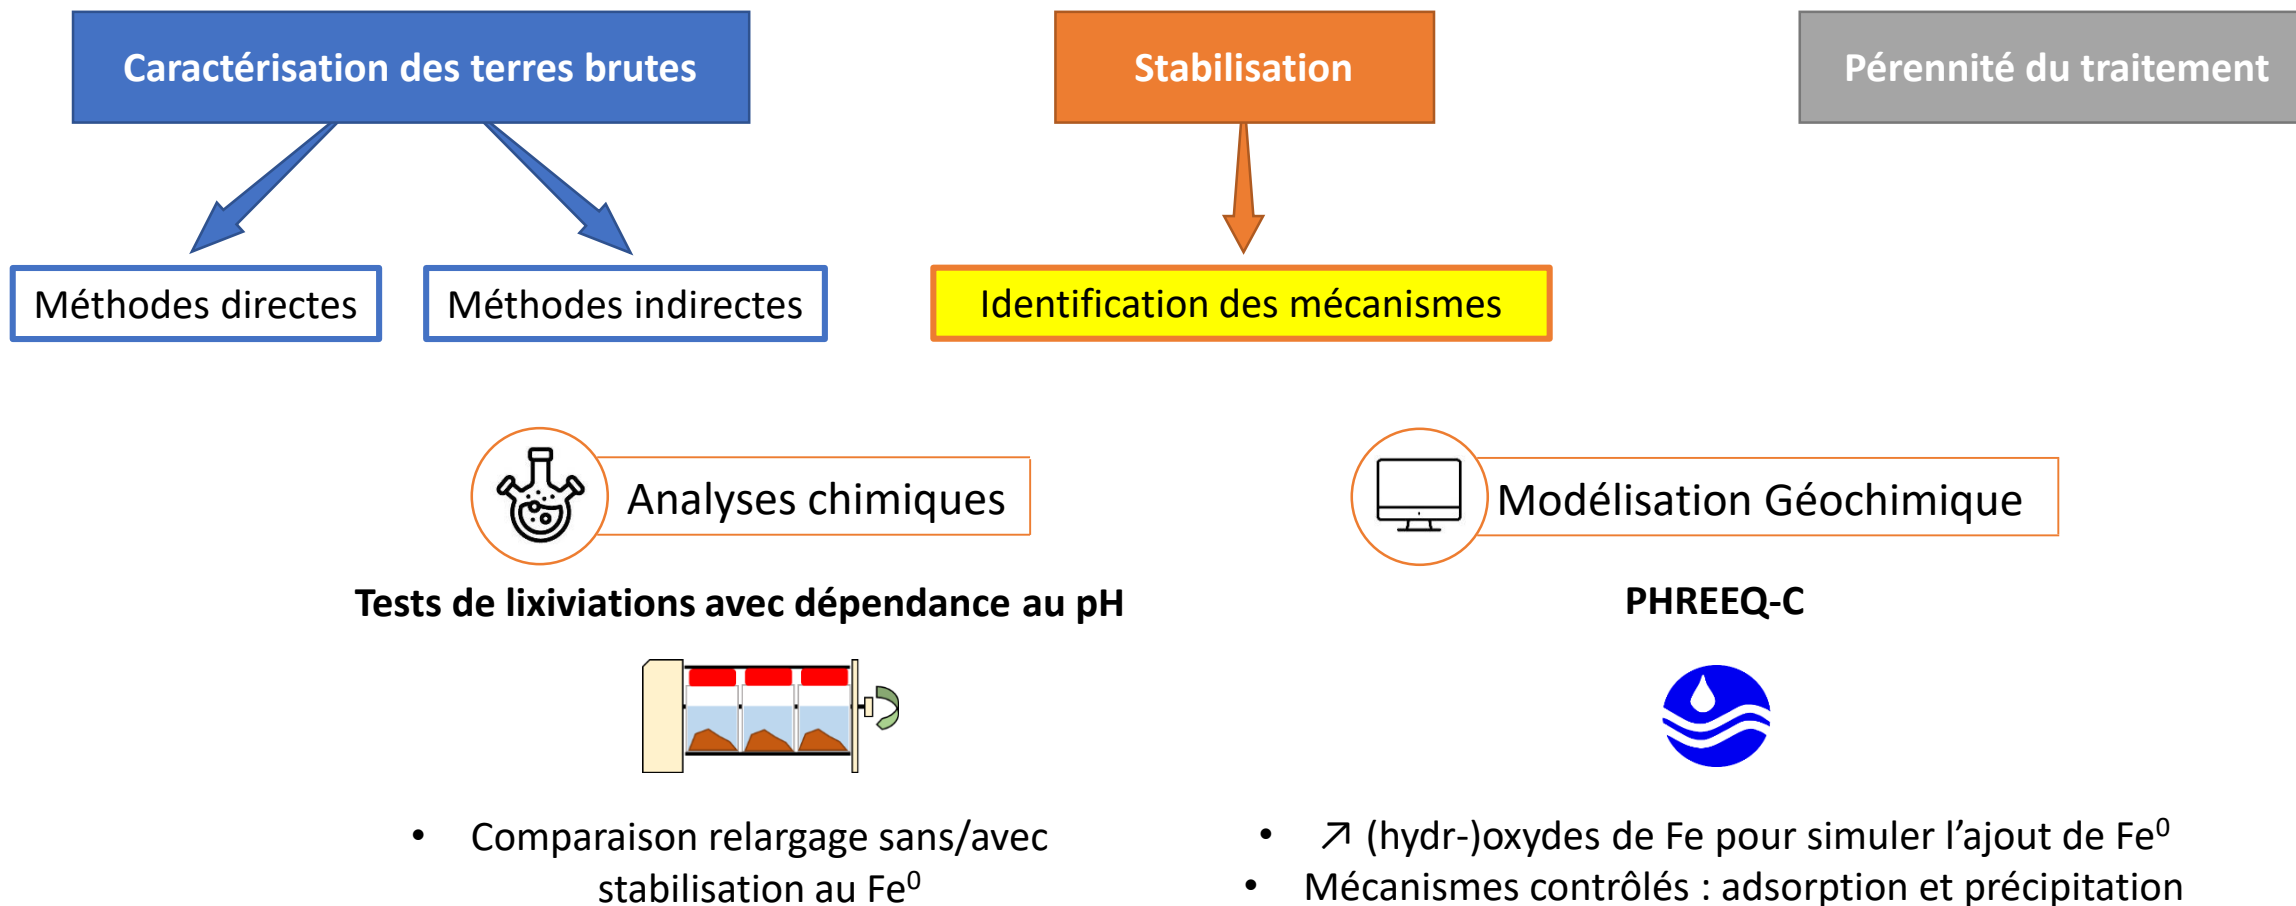 Caractérisation des terres brutes
Stabilisation
Pérennité du traitement
Méthodes directes
Méthodes indirectes
Identification des mécanismes
Analyses chimiques
Modélisation Géochimique
Tests de lixiviations avec dépendance au pH
PHREEQ-C
• Comparaison relargage sans/avec
stabilisation au Fe⁰
• ↗ (hydr-)oxydes de Fe pour simuler l’ajout de Fe⁰
• Mécanismes contrôlés : adsorption et précipitation